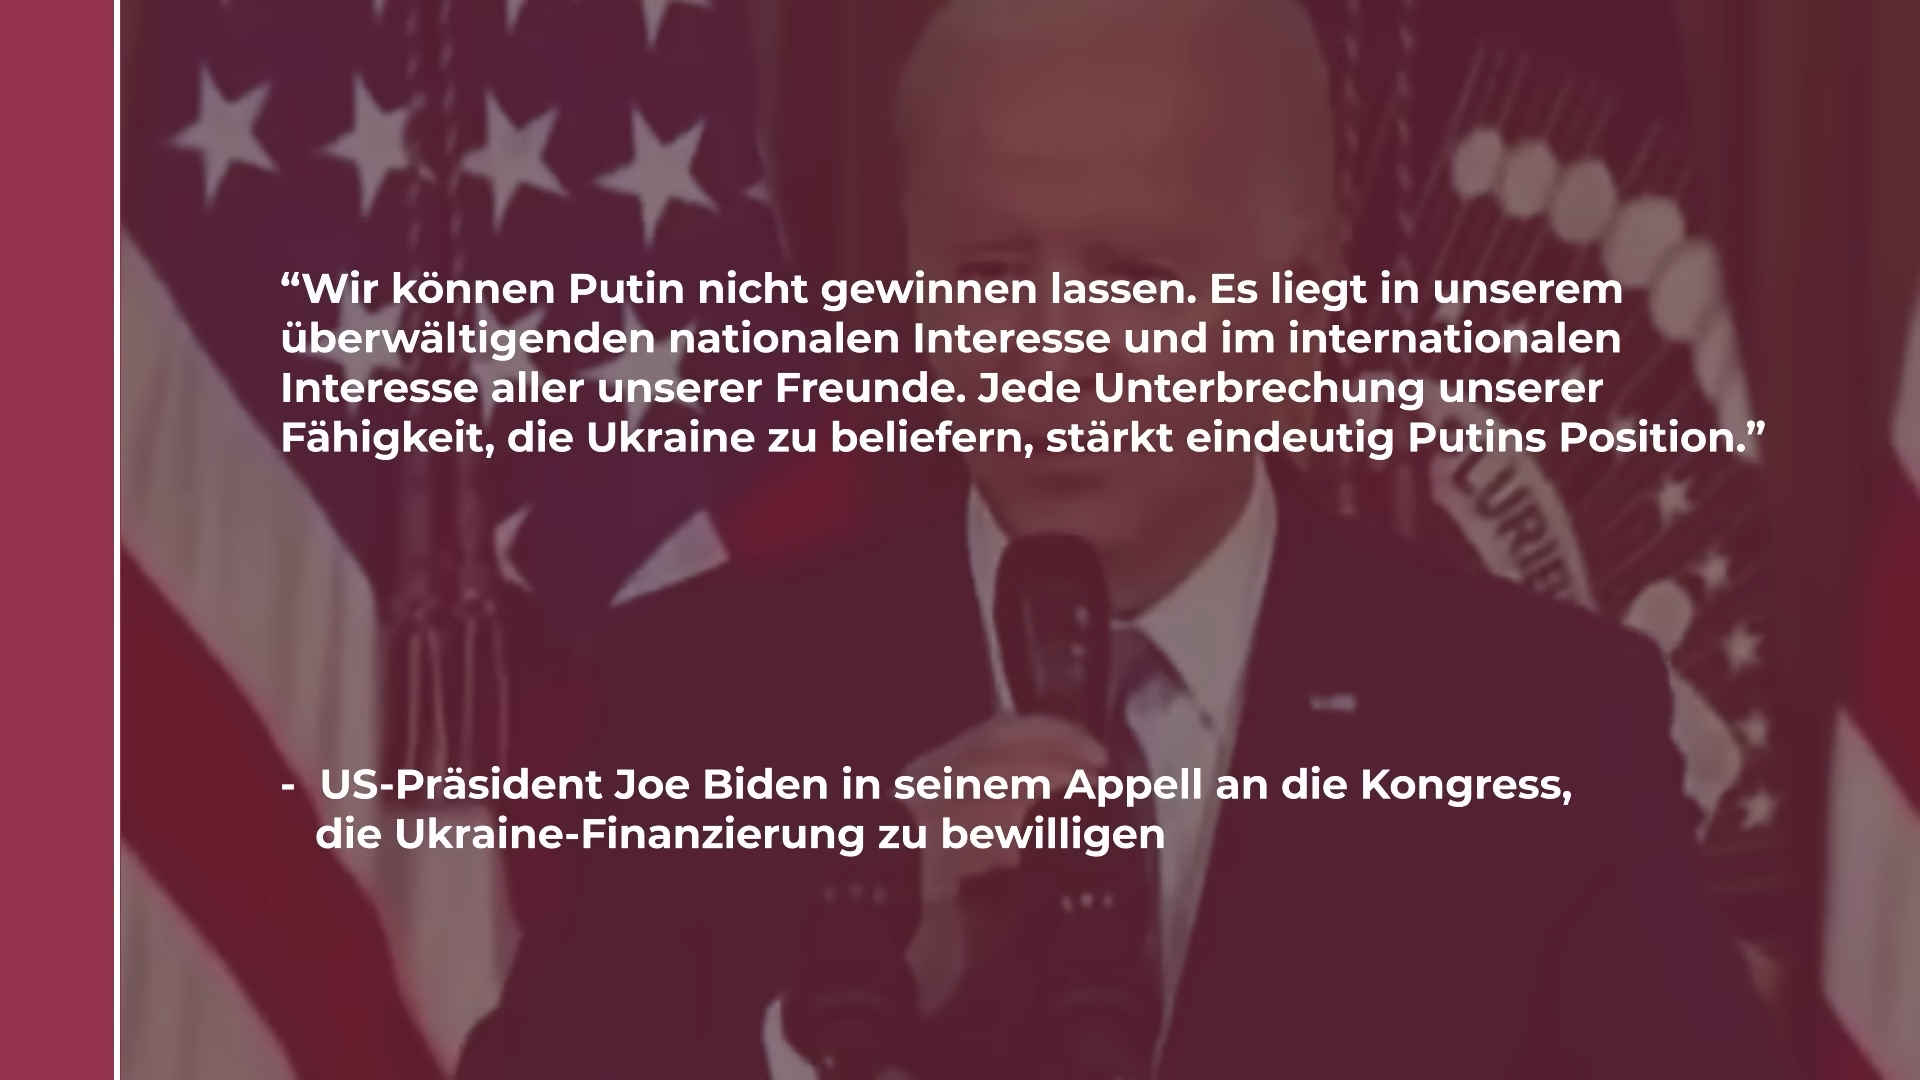 “Wir können Putin nicht gewinnen lassen. Es liegt in unserem
überwältigenden nationalen Interesse und im internationalen
Interesse aller unserer Freunde. Jede Unterbrechung unserer
Fähigkeit, die Ukraine zu beliefern, stärkt eindeutig Putins Position.”
LURIB
- US-Präsident Joe Biden in seinem Appell an die Kongress,
die Ukraine-Finanzierung zu bewilligen